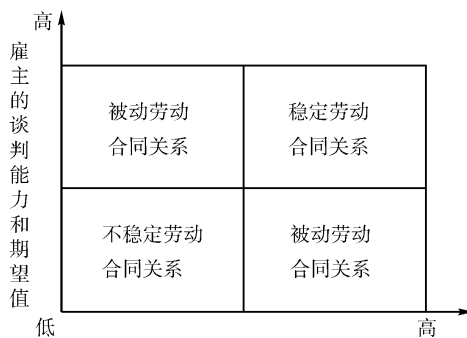 高
雇主的谈判能力和期望值
被动劳动
合同关系
稳定劳动
合同关系
不稳定劳动
合同关系
被动劳动
合同关系
低
高